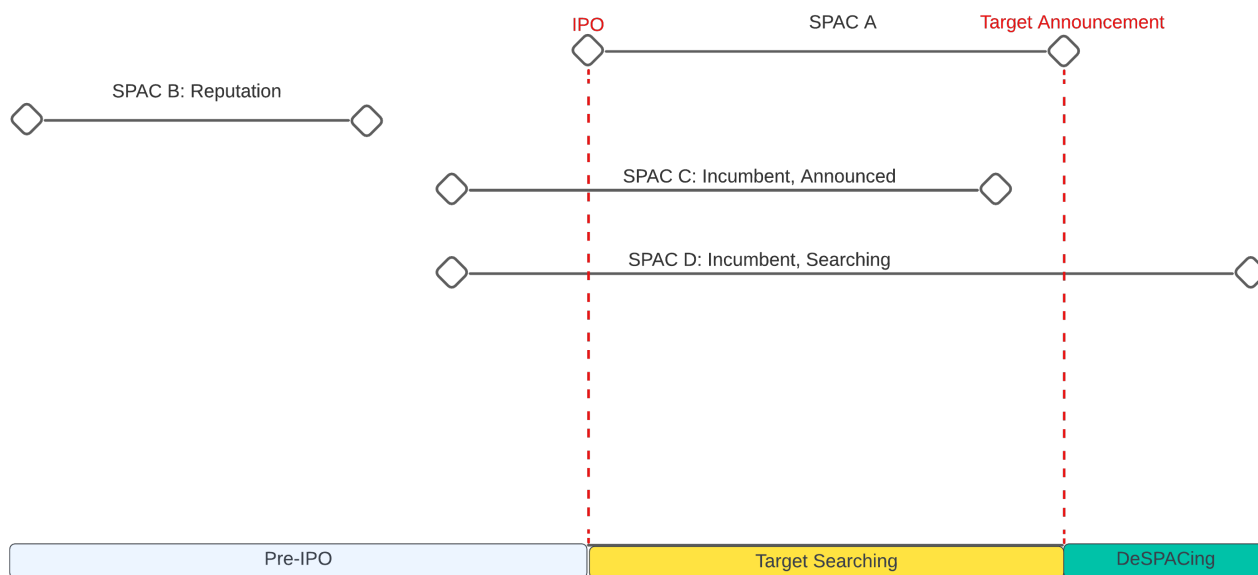 IPO
SPAC A
Target Announcement
SPAC B: Reputation
SPAC C: Incumbent, Announced
SPAC D: Incumbent, Searching
Pre-IPO
Target Searching
DeSPACing